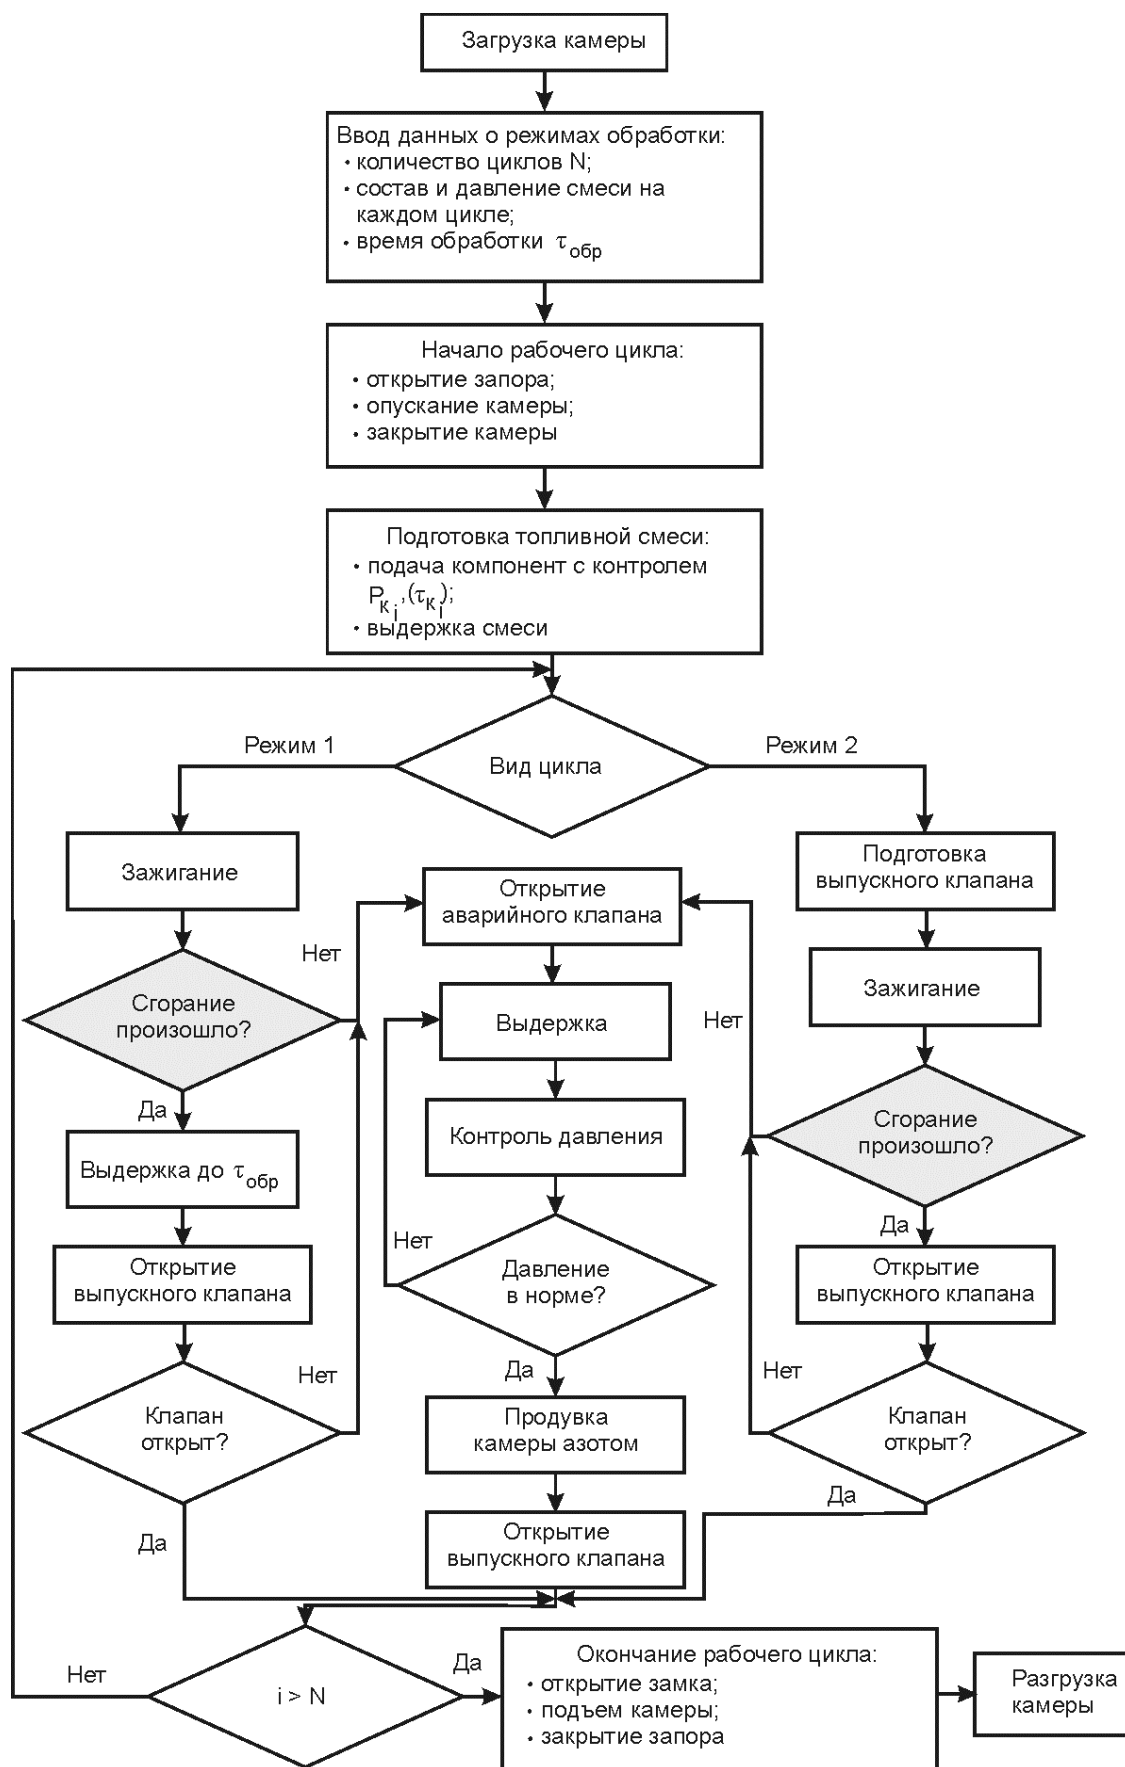 Загрузка камеры
Ввод данных о режимах обработки:
• количество циклов N;
• состав и давление смеси на
каждом цикле;
• время обработки τобр
Начало рабочего цикла:
• открытие запора;
• опускание камеры;
• закрытие камеры
Подготовка топливной смеси:
• подача компонент с контролем
Pкi,(τкi);
• выдержка смеси
Режим 1
Вид цикла
Режим 2
Зажигание
Сгорание
произошло?
Нет
Да
Выдержка до τобр
Открытие
выпускного клапана
Нет
Клапан
открыт?
Да
Открытие
аварийного клапана
Выдержка
Контроль давления
Нет
Давление
в норме?
Да
Продувка
камеры азотом
Открытие
выпускного клапана
Подготовка
выпускного клапана
Зажигание
Нет
Сгорание
произошло?
Да
Открытие
выпускного клапана
Нет
Клапан
открыт?
Да
Нет
i > N
Да
Окончание рабочего цикла:
• открытие замка;
• подъем камеры;
• закрытие запора
Разгрузка
камеры